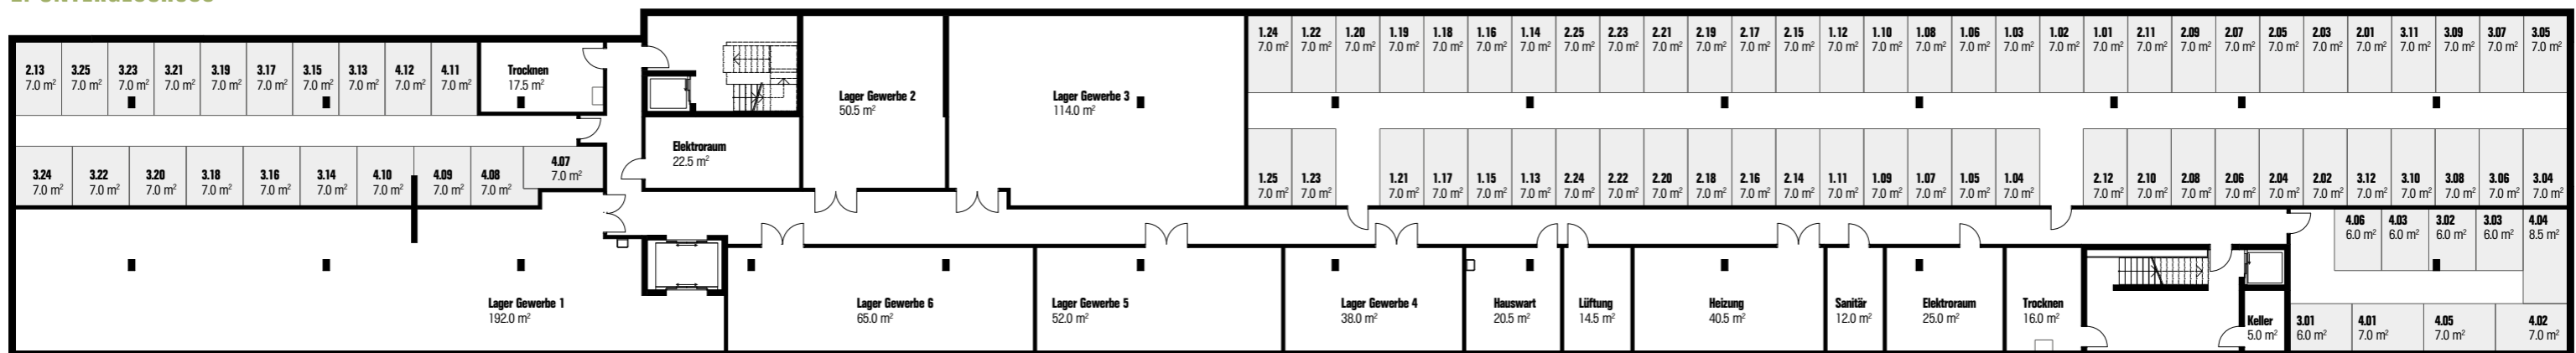 1.24 1.22 1.20 1.19 1.18 1.16 1.14 2.25 2.23 2.21 2.19 2.17 2.15 1.12 1.10 1.08 1.06 1.03 1.02 1.01 2.11 2.09 2.07 2.05 2.03 2.01 3.11 3.09 3.07 3.05
7.0 m² 7.0 m² 7.0 m² 7.0 m² 7.0 m² 7.0 m² 7.0 m² 7.0 m² 7.0 m² 7.0 m² 7.0 m² 7.0 m² 7.0 m² 7.0 m² 7.0 m² 7.0 m² 7.0 m² 7.0 m² 7.0 m² 7.0 m² 7.0 m² 7.0 m² 7.0 m² 7.0 m² 7.0 m² 7.0 m² 7.0 m² 7.0 m² 7.0 m² 7.0 m²
2.13 3.25 3.23 3.21 3.19 3.17 3.15 3.13 4.12 4.11 Trocknen
7.0 m² 7.0 m² 7.0 m² 7.0 m² 7.0 m² 7.0 m² 7.0 m² 7.0 m² 7.0 m² 7.0 m² 17.5 m²
Lager Gewerbe 2 Lager Gewerbe 3
50.5 m² 114.0 m²
Elektroraum
22.5 m²
4.07
7.0 m²
3.24 3.22 3.20 3.18 3.16 3.14 4.10 4.09 4.08
7.0 m² 7.0 m² 7.0 m² 7.0 m² 7.0 m² 7.0 m² 7.0 m² 7.0 m² 7.0 m²
1.25 1.23 1.21 1.17 1.15 1.13 2.24 2.22 2.20 2.18 2.16 2.14 1.11 1.09 1.07 1.05 1.04 2.12 2.10 2.08 2.06 2.04 2.02 3.12 3.10 3.08 3.06 3.04
7.0 m² 7.0 m² 7.0 m² 7.0 m² 7.0 m² 7.0 m² 7.0 m² 7.0 m² 7.0 m² 7.0 m² 7.0 m² 7.0 m² 7.0 m² 7.0 m² 7.0 m² 7.0 m² 7.0 m² 7.0 m² 7.0 m² 7.0 m² 7.0 m² 7.0 m² 7.0 m² 7.0 m² 7.0 m² 7.0 m² 7.0 m² 7.0 m²
4.06 4.03 3.02 3.03 4.04
6.0 m² 6.0 m² 6.0 m² 6.0 m² 8.5 m²
Lager Gewerbe 1 Lager Gewerbe 6 Lager Gewerbe 5 Lager Gewerbe 4 Hauswart Lüftung Heizung Sanitär Elektroraum Trocknen
192.0 m² 65.0 m² 52.0 m² 38.0 m² 20.5 m² 14.5 m² 40.5 m² 12.0 m² 25.0 m² 16.0 m²
Keller 3.01 4.01 4.05 4.02
5.0 m² 6.0 m² 7.0 m² 7.0 m² 7.0 m²